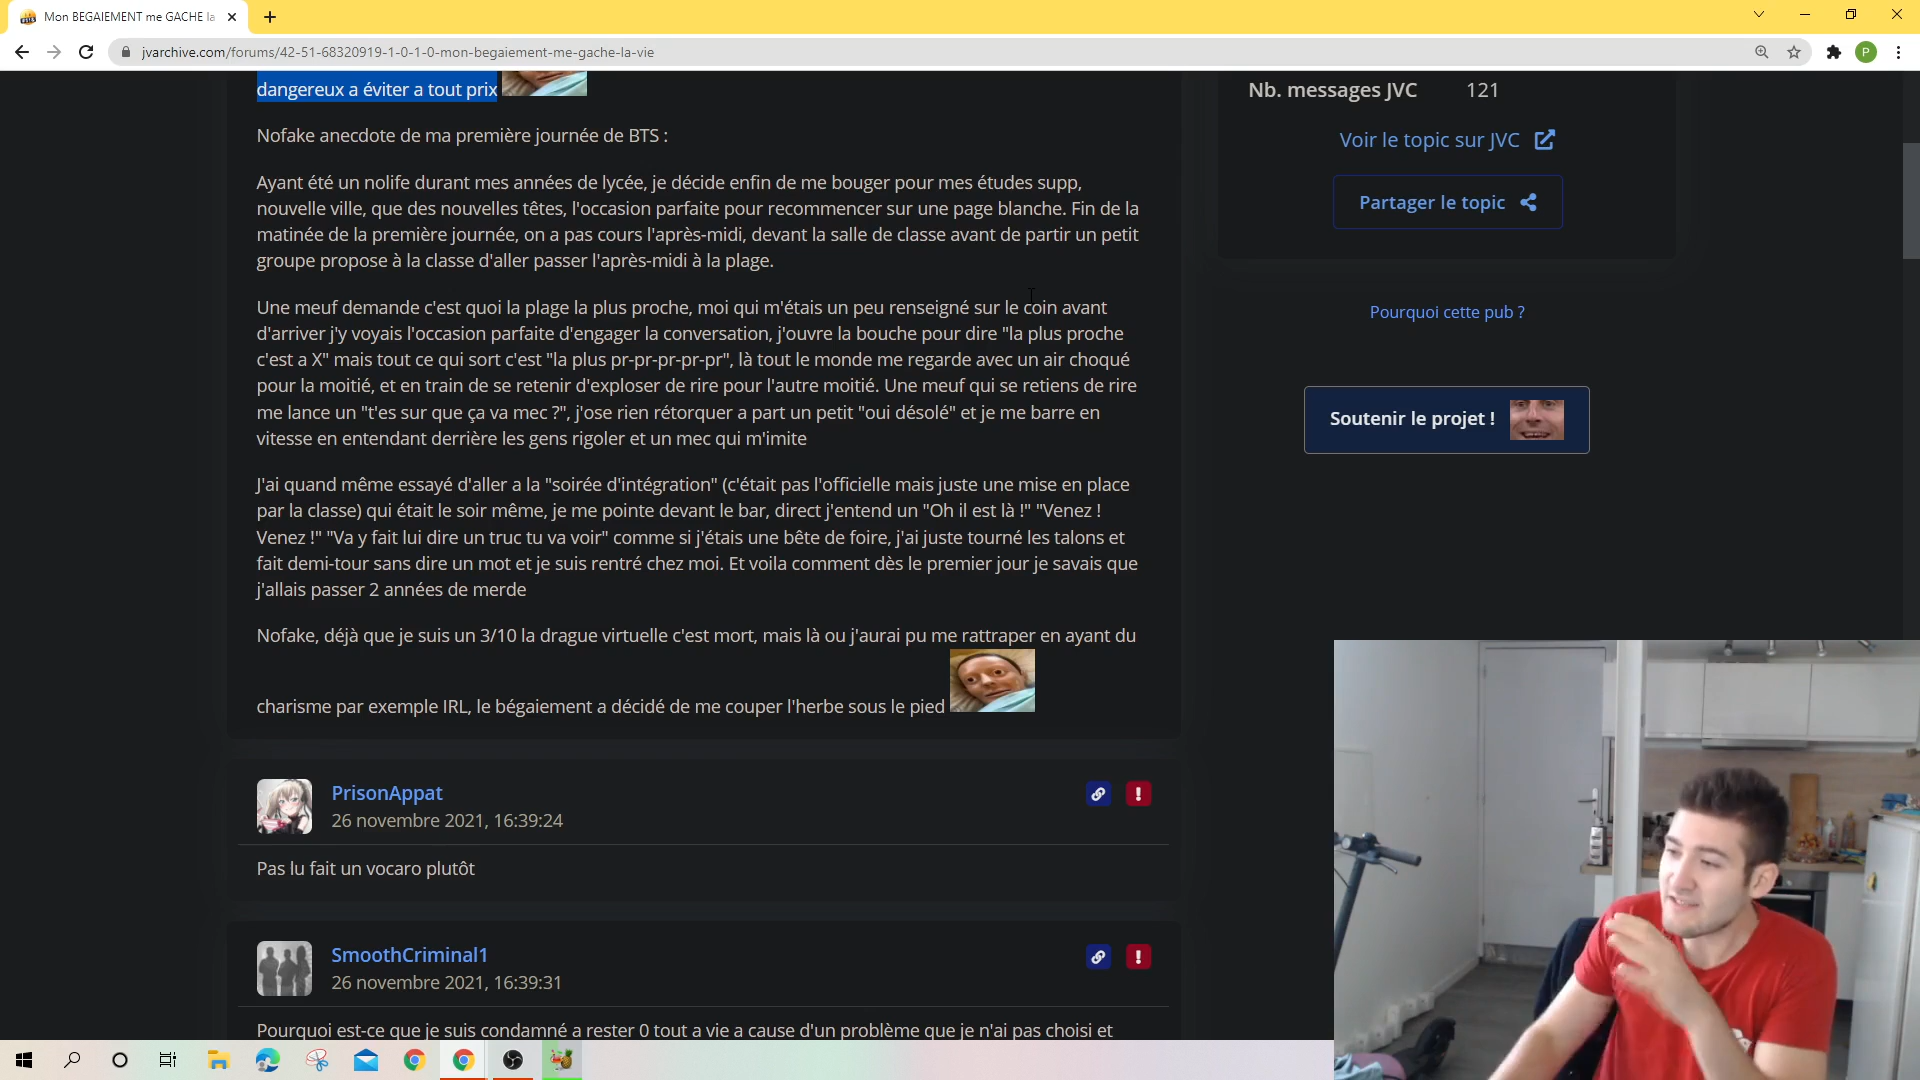 Mon BEGAIEMENT me GACHE la
jvarchive.com/forums/42-51-68320919-1-0-1-0-mon-begaiement-me-gache-la-vie
P
dangereux a éviter a tout prix
Nofake anecdote de ma première journée de BTS :
Ayant été un nolife durant mes années de lycée, je décide enfin de me bouger pour mes études supp,
nouvelle ville, que des nouvelles têtes, l'occasion parfaite pour recommencer sur une page blanche. Fin de la
matinée de la première journée, on a pas cours l'après-midi, devant la salle de classe avant de partir un petit
groupe propose à la classe d'aller passer l'après-midi à la plage.
Une meuf demande c'est quoi la plage la plus proche, moi qui m'étais un peu renseigné sur le coin avant
d'arriver j'y voyais l'occasion parfaite d'engager la conversation, j'ouvre la bouche pour dire "la plus proche
c'est a X" mais tout ce qui sort c'est "la plus pr-pr-pr-pr-pr", là tout le monde me regarde avec un air choqué
pour la moitié, et en train de se retenir d'exploser de rire pour l'autre moitié. Une meuf qui se retiens de rire
me lance un "t'es sur que ça va mec ?", j'ose rien rétorquer a part un petit "oui désolé" et je me barre en
vitesse en entendant derrière les gens rigoler et un mec qui m'imite
J'ai quand même essayé d'aller a la "soirée d'intégration" (c'était pas l'officielle mais juste une mise en place
par la classe) qui était le soir même, je me pointe devant le bar, direct j'entend un "Oh il est là !" "Venez !
Venez !" "Va y fait lui dire un truc tu va voir" comme si j'étais une bête de foire, j'ai juste tourné les talons et
fait demi-tour sans dire un mot et je suis rentré chez moi. Et voila comment dès le premier jour je savais que
j'allais passer 2 années de merde
Nofake, déjà que je suis un 3/10 la drague virtuelle c'est mort, mais là ou j'aurai pu me rattraper en ayant du
charisme par exemple IRL, le bégaiement a décidé de me couper l'herbe sous le pied
PrisonAppat
26 novembre 2021, 16:39:24
Pas lu fait un vocaro plutôt
SmoothCriminal1
26 novembre 2021, 16:39:31
Pourquoi est-ce que je suis condamné a rester 0 tout a vie a cause d'un problème que je n'ai pas choisi et
Nb. messages JVC 121
Voir le topic sur JVC
Partager le topic
Pourquoi cette pub ?
Soutenir le projet !